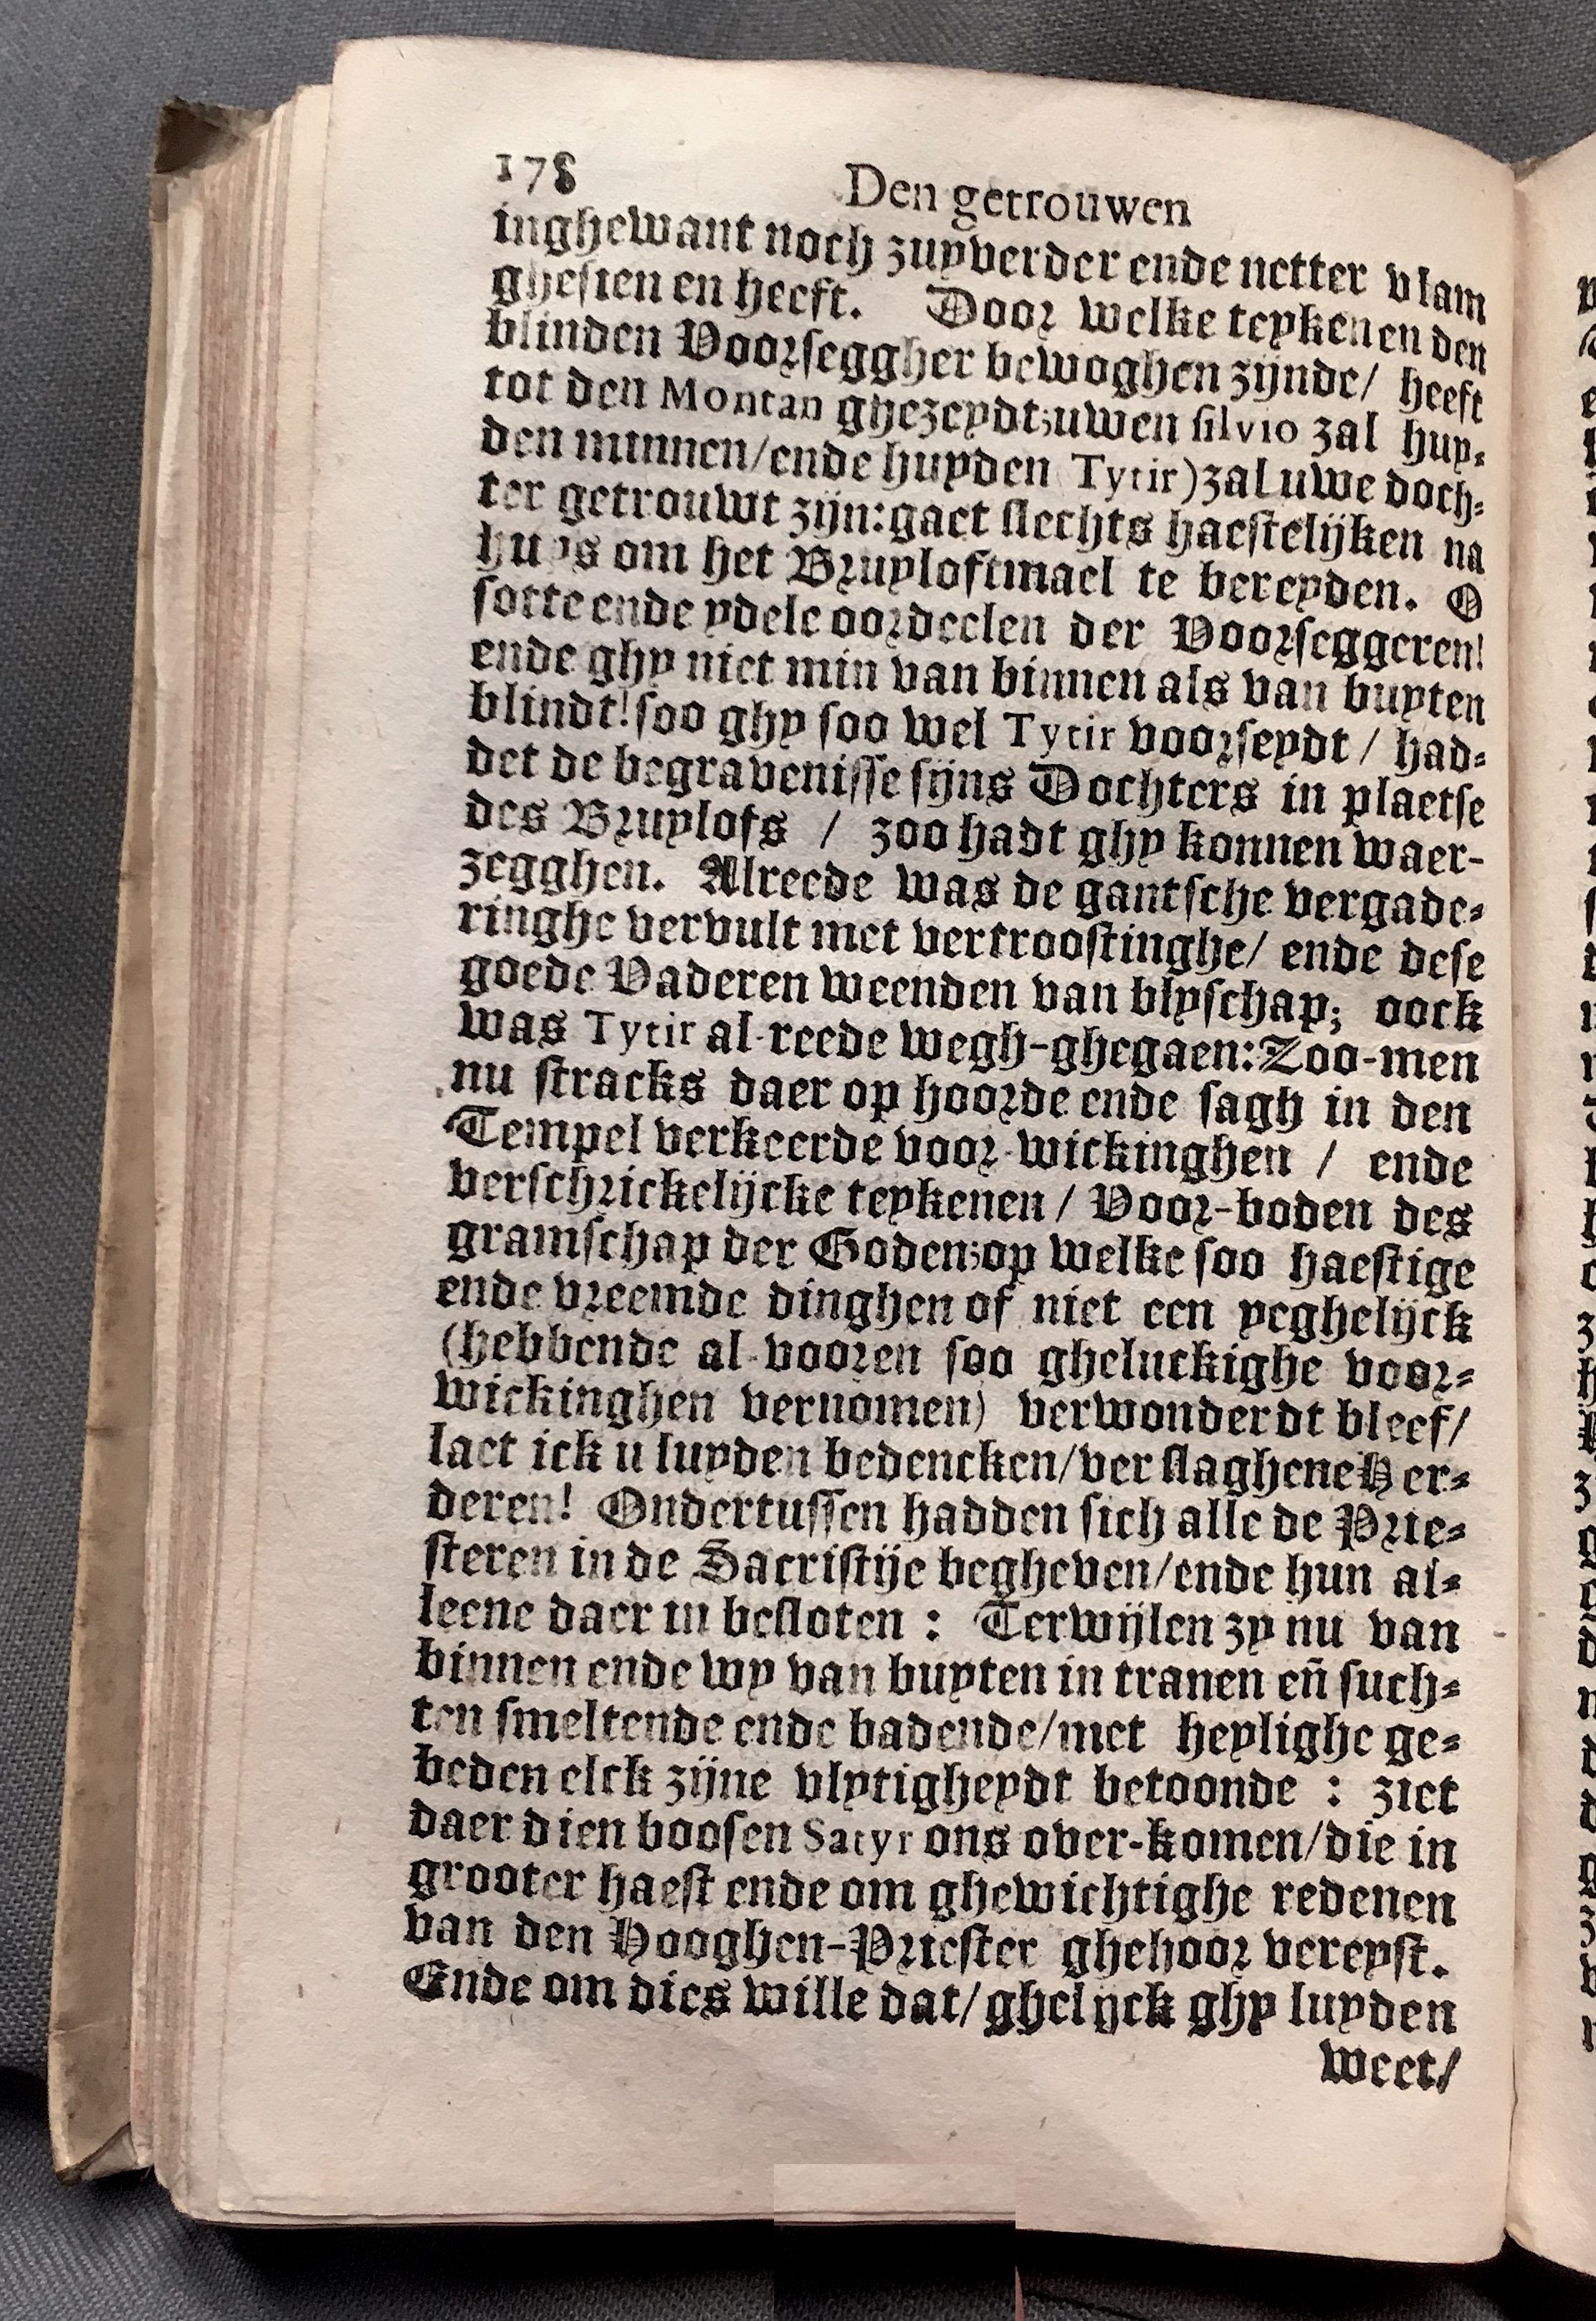 178 Den getrouwen
inghewant noch zuyverder ende netter vlam
ghesien en heeft. Door welke teykenen den
blinden Voorsegгher bewoghen zijnde/ heeft
tot den Montan ghezeydt; uwen silvio zal huy-
den minnen/ende huyden Tytir) zal uwe doch-
ter getrouwt zijn: gaet slechts haestelijken na
huys om het Bruyloftmael te bereyden. O
sotte ende ydele oordeelen der Voorseggeren!
ende ghy niet min van binnen als van buyten
blindt! soo ghy soo wel Tytir voorseydt / had-
det de begravenisse sijns Dochters in plaetse
des Bruylofs / zoo hadt ghy konnen waer-
zegghen. Alreede was de gantsche vergade-
ringhe vervult met vertroostinghe/ ende dese
goede Vaderen weenden van blyschap; oock
was Tytir al-reede wegh-ghegaen: Zoo-men
nu stracks daer op hoorde ende sagh in den
Tempel verkeerde voor-wickinghen / ende
verschrickelijcke teykenen / Voor-boden des
gramschap der Goden; op welke soo haestige
ende vreemde dinghen of niet een yeghelijck
(hebbende al-vooren soo gheluckighe voor-
wickinghen vernomen) verwonderdt bleef/
laet ick u luyden bedencken/verslaghene Her-
deren! Ondertussen hadden sich alle de Prie-
steren in de Sacristije begheven/ende hun al-
leene daer in besloten : Terwijlen zy nu van
binnen ende wy van buyten in tranen eñ such-
ten smeltende ende badende/met heylighe ge-
beden elck zijne vlytigheydt betoonde : ziet
daer dien boosen Satyr ons over-komen/die in
grooter haest ende om ghewichtighe redenen
van den Hooghen-Priester ghehoor vereyst.
Ende om dies wille dat/ ghelyck ghy luyden
weet/